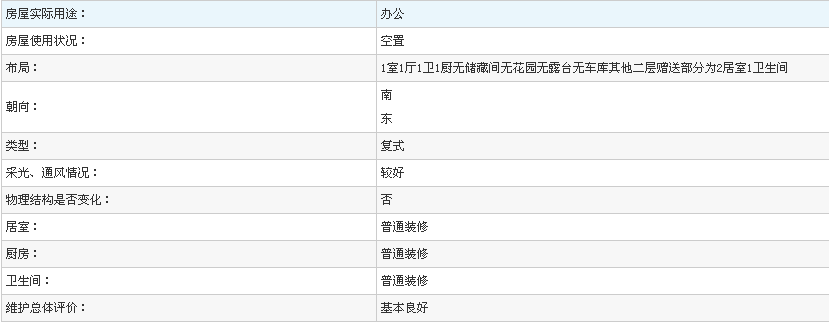 房屋实际用途： 办公
房屋使用状况： 空置
布局： 1室1厅1卫1厨无储藏间无花园无露台无车库其他二层赠送部分为2居室1卫生间
朝向： 南
东
类型： 复式
采光、通风情况： 较好
物理结构是否变化： 否
居室： 普通装修
厨房： 普通装修
卫生间： 普通装修
维护总体评价： 基本良好